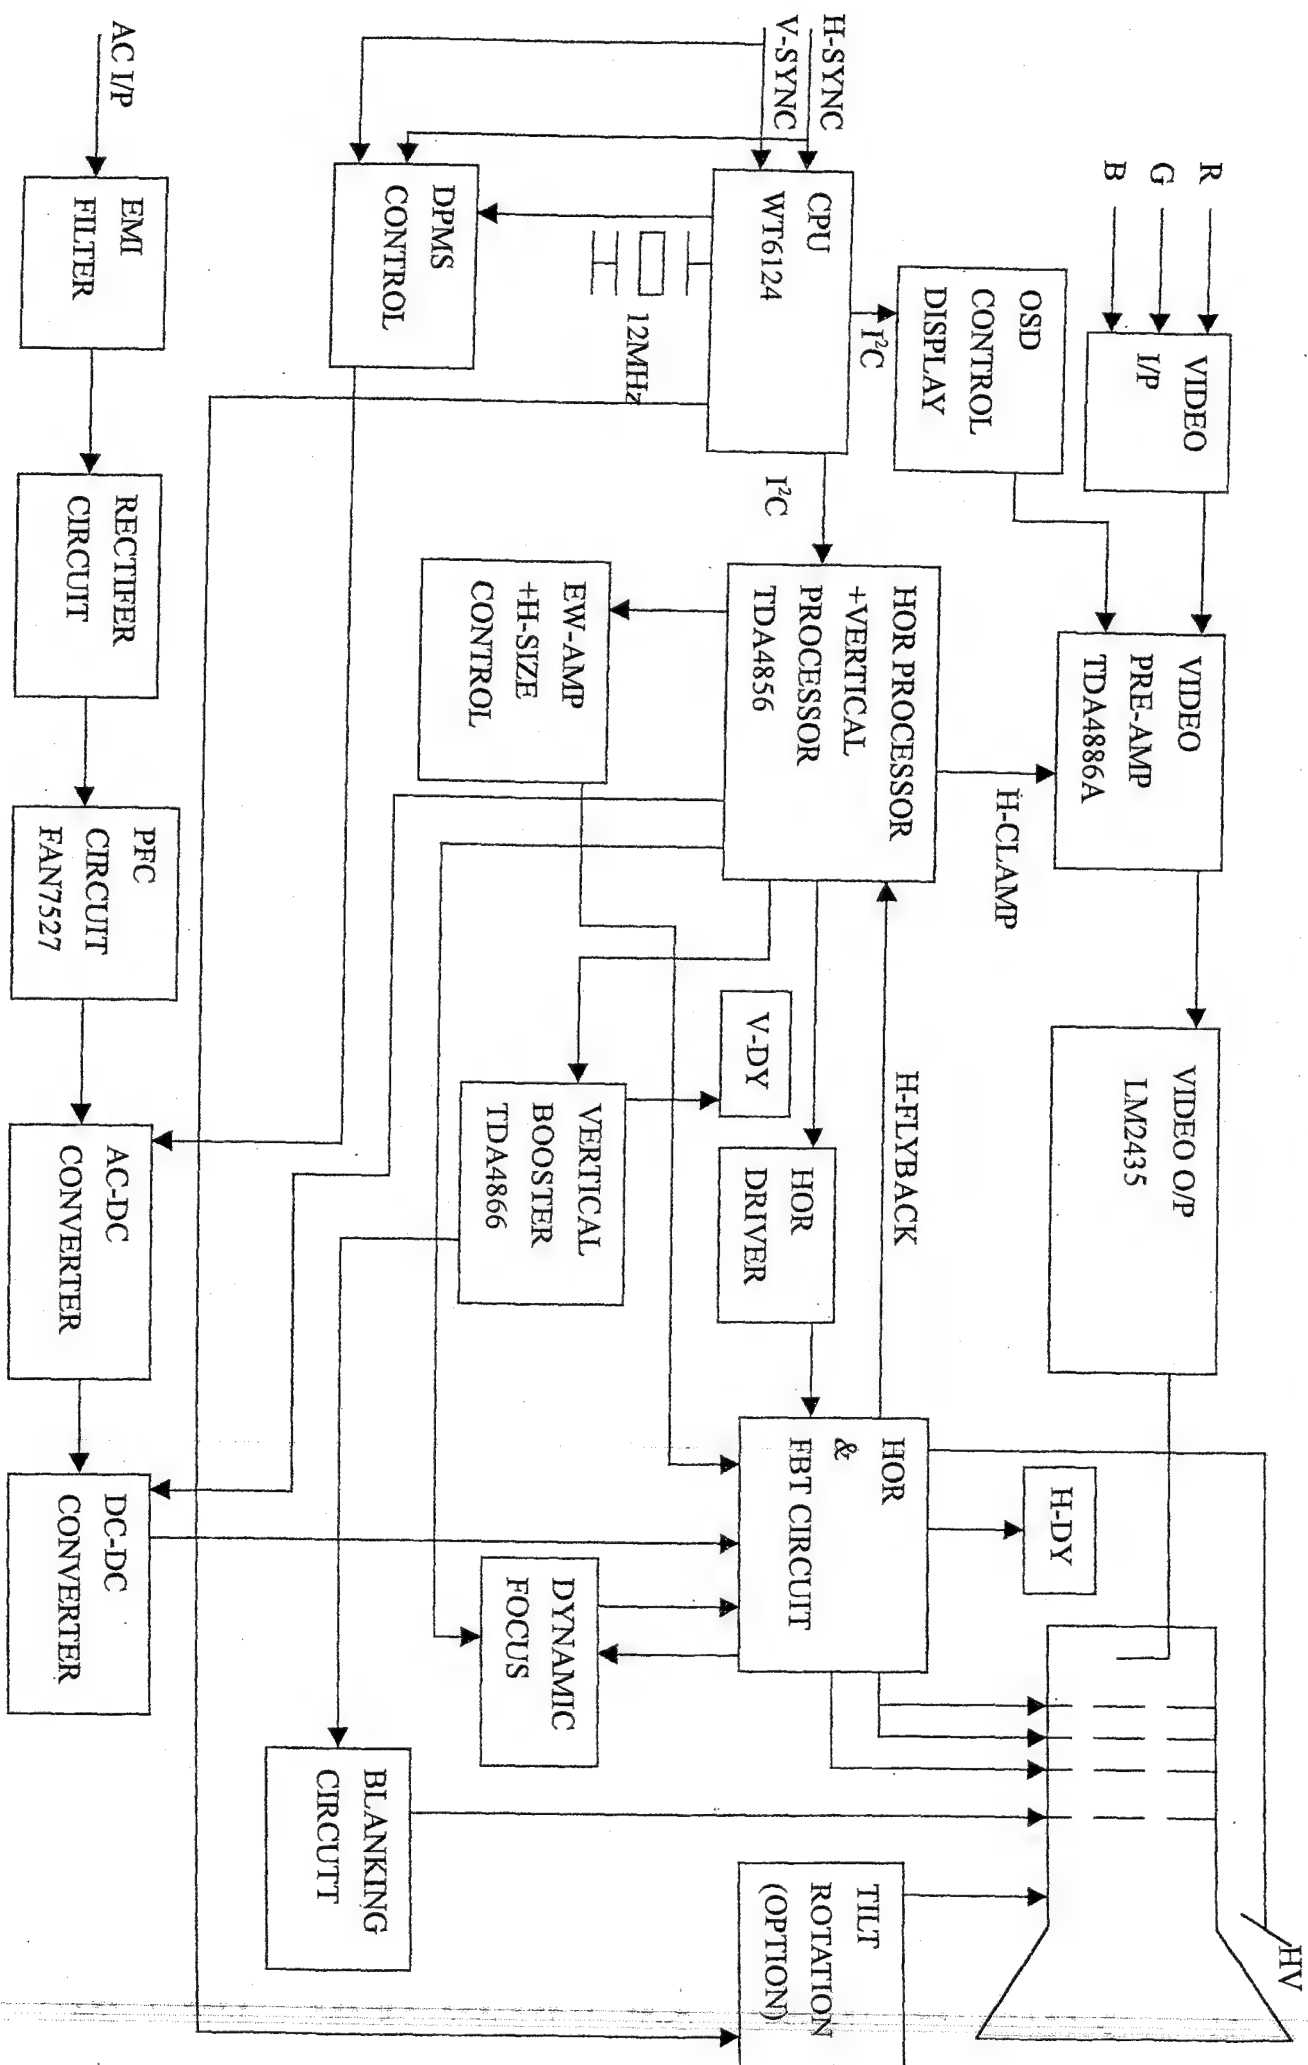 R
G
B
VIDEO
I/P
VIDEO
PRE-AMP
TDA4886A
VIDEO O/P
LM2435
HV
OSD
CONTROL
DISPLAY
H-CLAMP
H-DY
H-SYNC
V-SYNC
CPU
WT6124
I²C
I²C
12MHz
HOR PROCESSOR
+VERTICAL
PROCESSOR
TDA4856
H-FLYBACK
V-DY
HOR
DRIVER
HOR
&
FBT CIRCUIT
TILT
ROTATION
(OPTION)
DPMS
CONTROL
EW-AMP
+H-SIZE
CONTROL
VERTICAL
BOOSTER
TDA4866
DYNAMIC
FOCUS
BLANKING
CIRCUTT
AC I/P
EMI
FILTER
RECTIFER
CIRCUIT
PFC
CIRCUIT
FAN7527
AC-DC
CONVERTER
DC-DC
CONVERTER